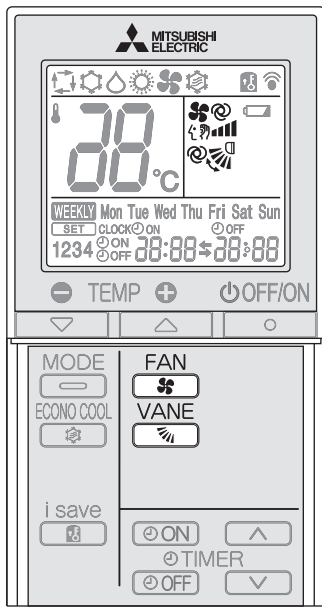 MITSUBISHI
ELECTRIC
88°C
WEEKLY Mon Tue Wed Thu Fri Sat Sun
SET CLOCK ON OFF
1234 ON 88:88 88:88
OFF
TEMP OFF/ON
MODE FAN
ECONO COOL VANE
i save
ON
TIMER
OFF